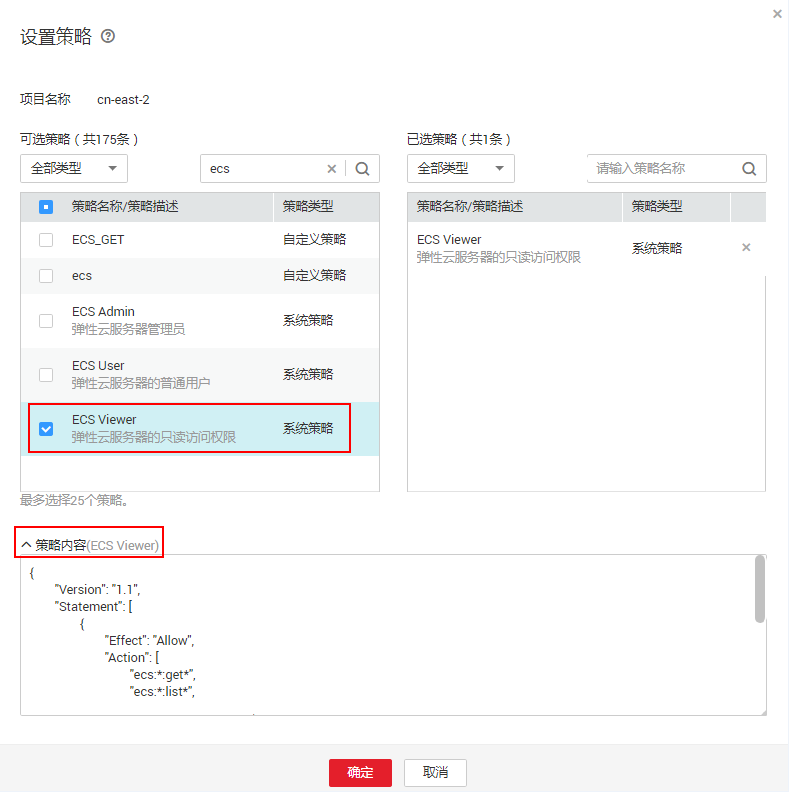 设置策略
项目名称 cn-east-2
可选策略（共175条）
全部类型
ecs
策略名称/策略描述 策略类型
ECS_GET 自定义策略
ecs 自定义策略
ECS Admin
弹性云服务器管理员
系统策略
ECS User
弹性云服务器的普通用户
系统策略
ECS Viewer
弹性云服务器的只读访问权限
系统策略
最多选择25个策略。
已选策略（共1条）
全部类型
请输入策略名称
策略名称/策略描述 策略类型
ECS Viewer
弹性云服务器的只读访问权限
系统策略
策略内容(ECS Viewer)
{
"Version": "1.1",
"Statement": [
{
"Effect": "Allow",
"Action": [
"ecs:*:get*",
"ecs:*:list*",
确定 取消